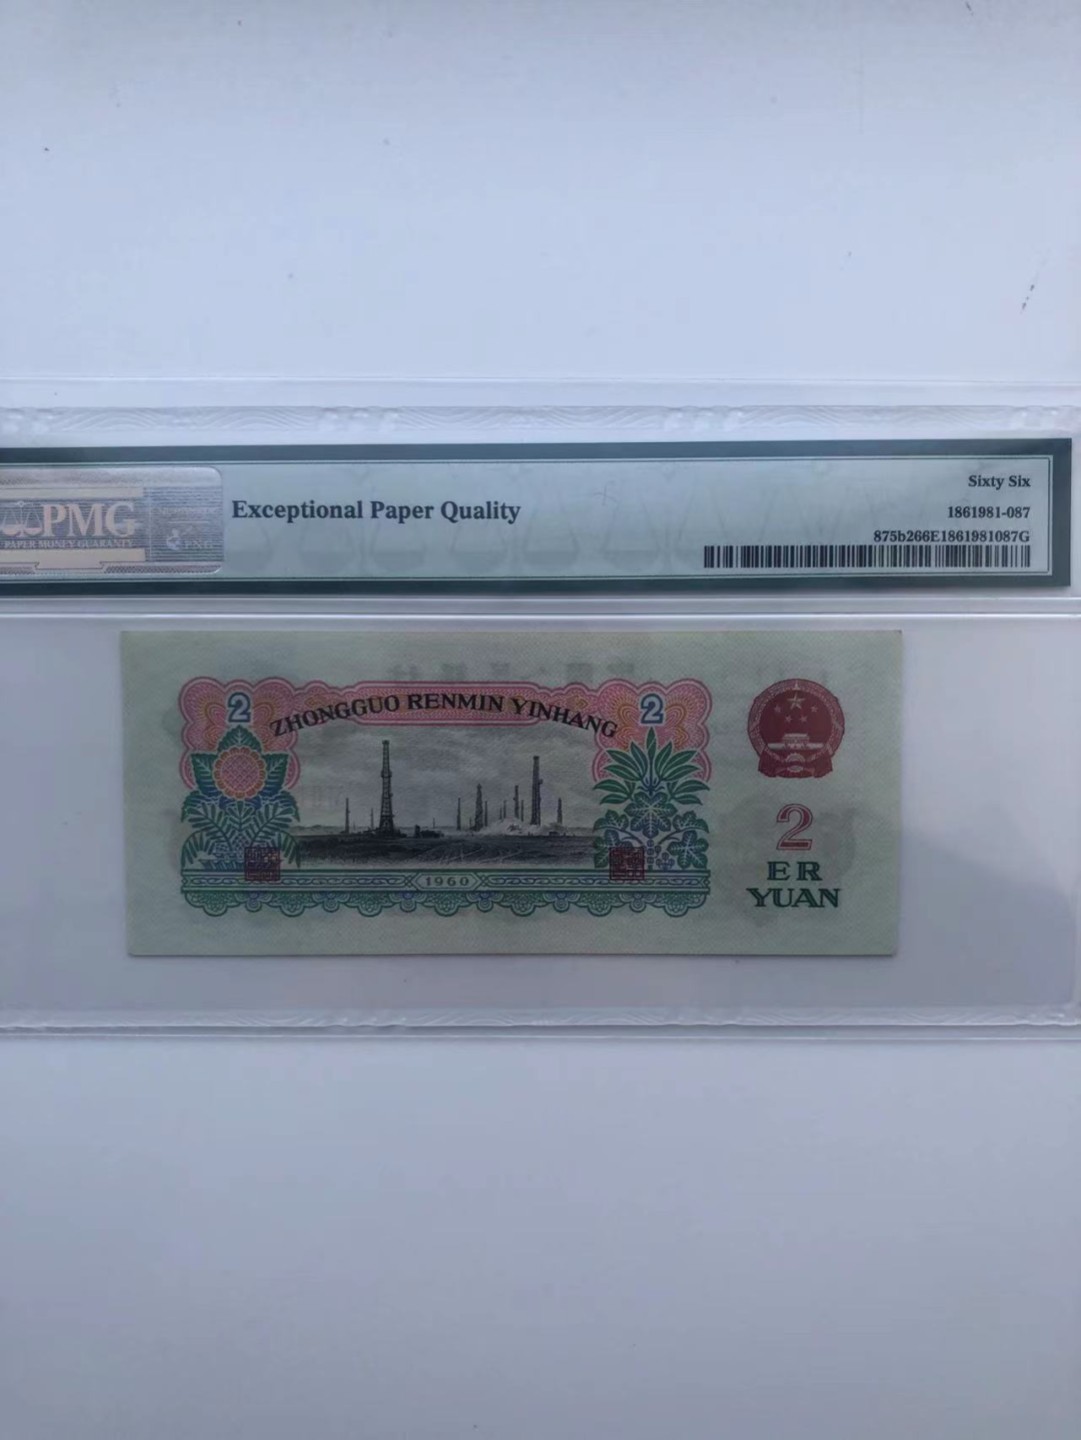 PMG
PAPER MONEY GUARANTY
Exceptional Paper Quality
Sixty Six
1861981-087
875b266E1861981087G
2
2
ZHONGGUO RENMIN YINHANG
1960
2
ER
YUAN